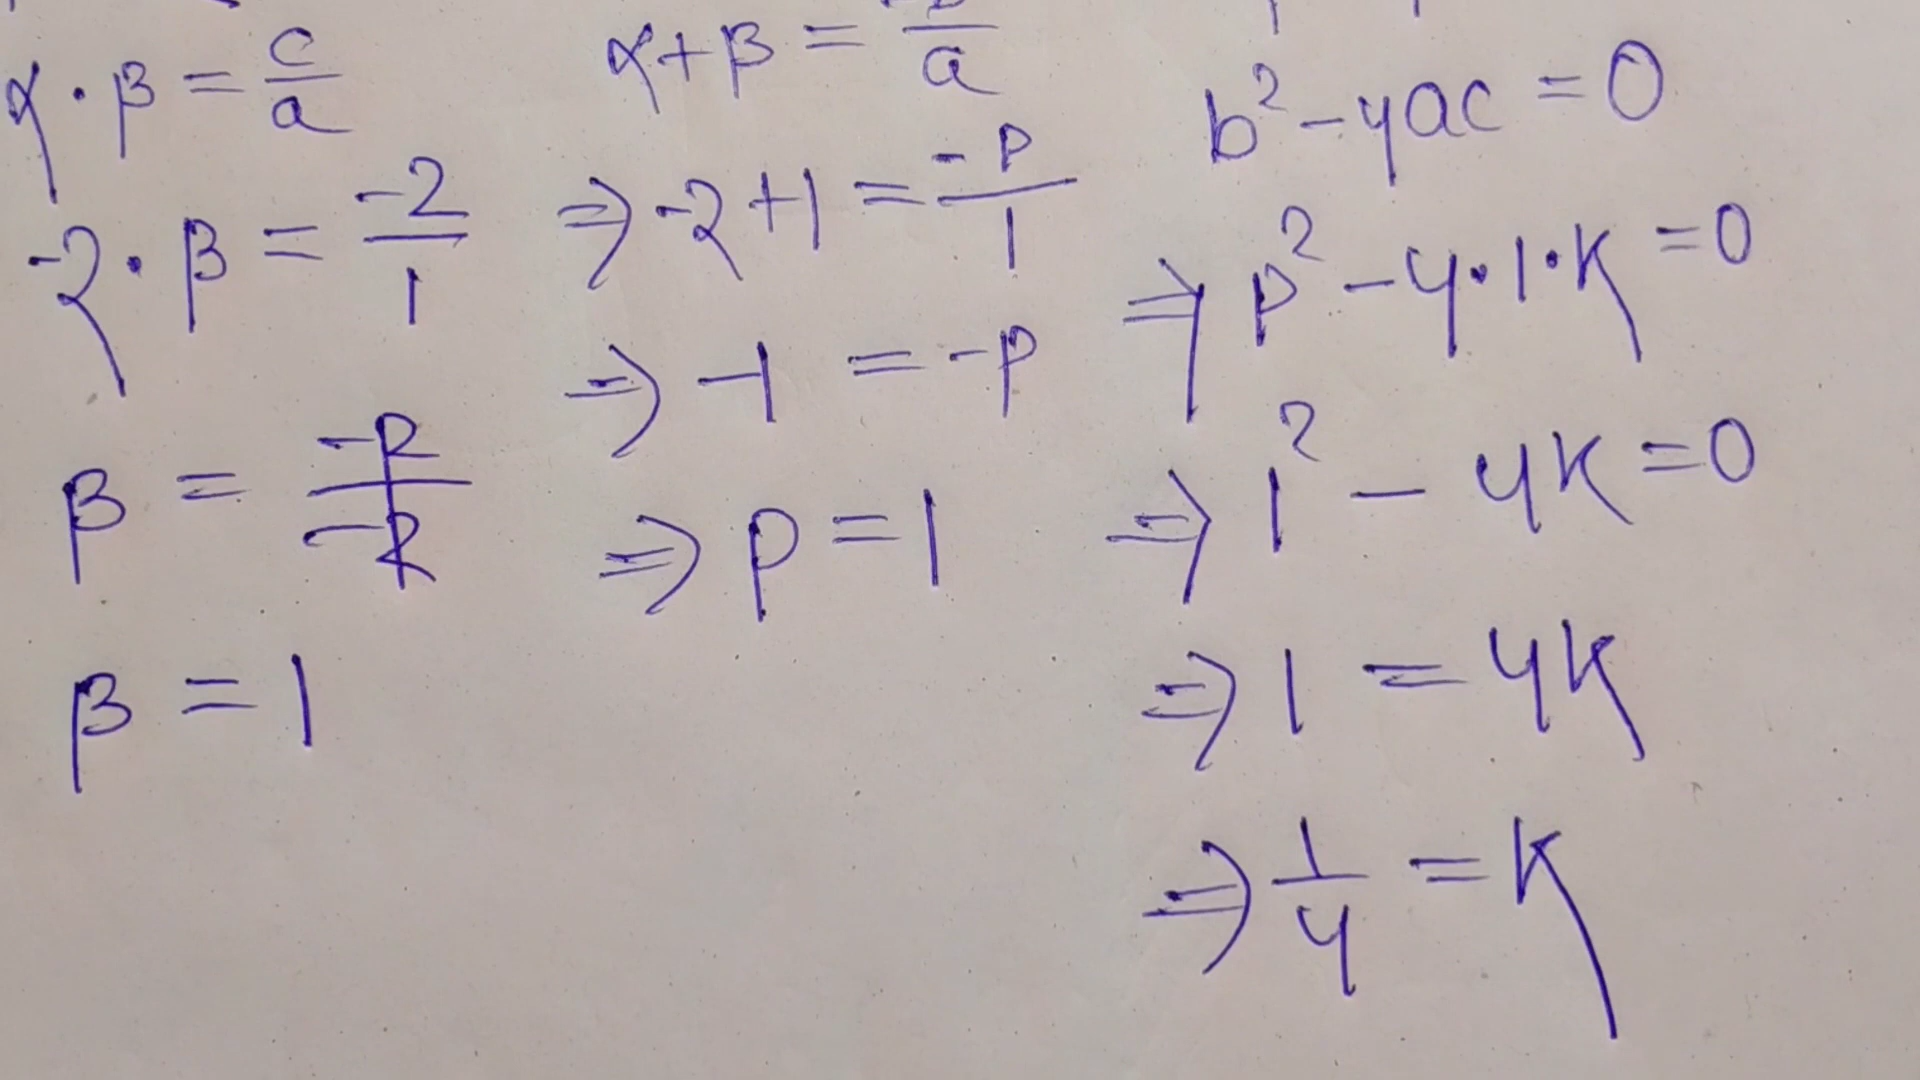 α · β = c/a
-2 · β = -2/1
β = -2/-2
β = 1
α + β = -b/a
⇒ -2 + 1 = -p/1
⇒ -1 = -p
⇒ p = 1
b² - 4ac = 0
⇒ p² - 4·1·k = 0
⇒ 1² - 4k = 0
⇒ 1 = 4k
⇒ 1/4 = k